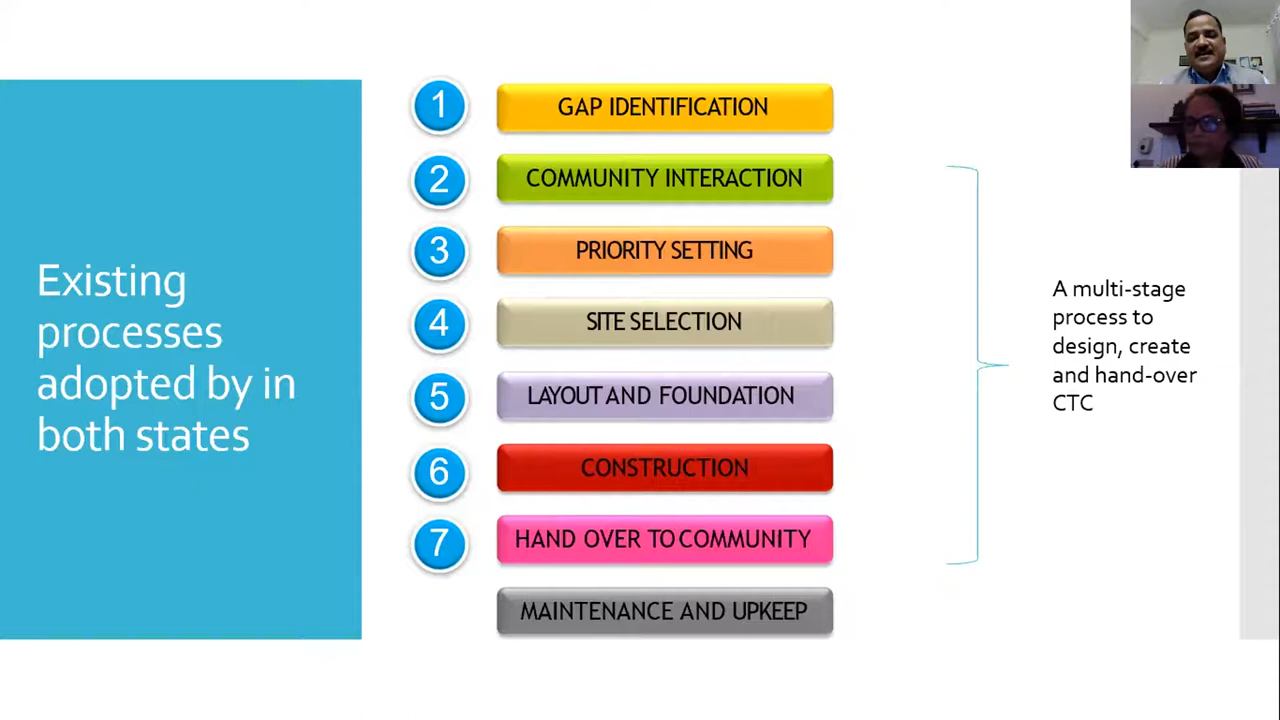 Existing
processes
adopted by in
both states
1
GAP IDENTIFICATION
2
COMMUNITY INTERACTION
3
PRIORITY SETTING
4
SITE SELECTION
5
LAYOUT AND FOUNDATION
6
CONSTRUCTION
7
HAND OVER TO COMMUNITY
MAINTENANCE AND UPKEEP
A multi-stage
process to
design, create
and hand-over
CTC